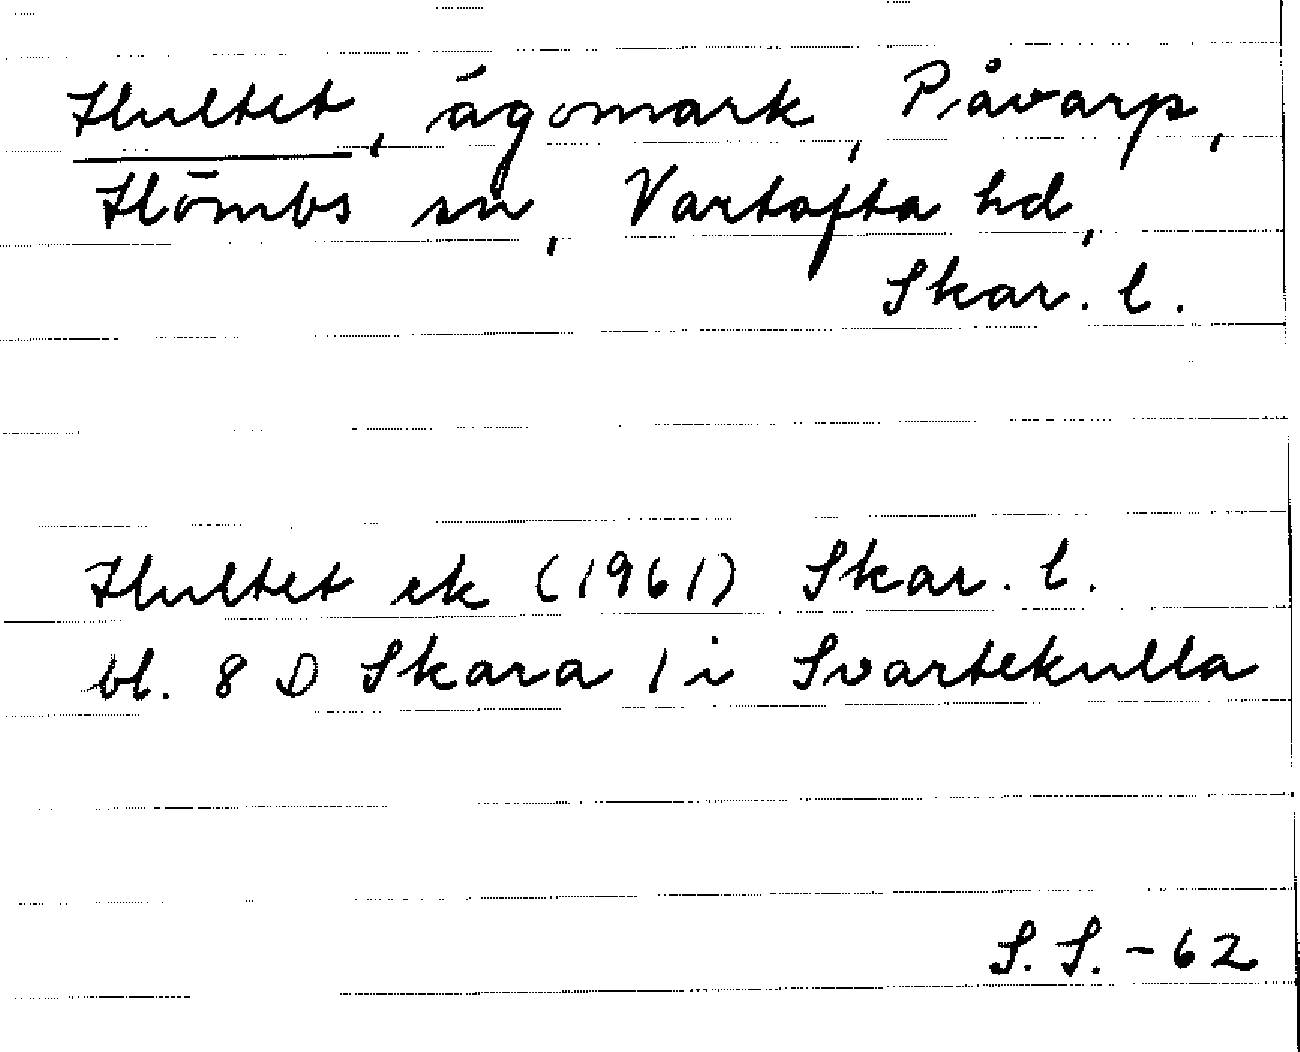 Hultet, ägomark, Påvarp,
Hömbs sn, Vartofta hd,
Skar. l.
Hultet ek (1961) Skar. l.
bl. 8 D Skara 1 i Svartekulla
S. S. - 62